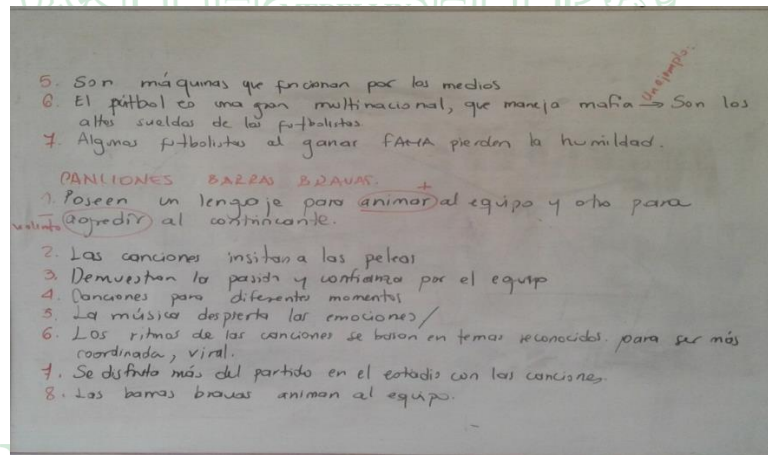 5. Son máquinas que funcionan por los medios
Un ejemplo:
6. El fútbol es una gran multinacional, que maneja mafia → Son los
altos sueldos de los futbolistas
7. Algunos futbolistas al ganar FAMA pierden la humildad.
CANCIONES BARRAS BRAVAS.
+
1. Poseen un lenguaje para animar al equipo y otro para
violento agredir al contrincante.
2. Las canciones insitan a las peleas
3. Demuestran la pasión y confianza por el equipo
4. Canciones para diferentes momentos
5. La música despierta las emociones/
6. Los ritmos de las canciones se basan en temas reconocidos. para ser más
coordinada, viral.
7. Se disfruta más del partido en el estadio con las canciones.
8. Las barras bravas animan al equipo.